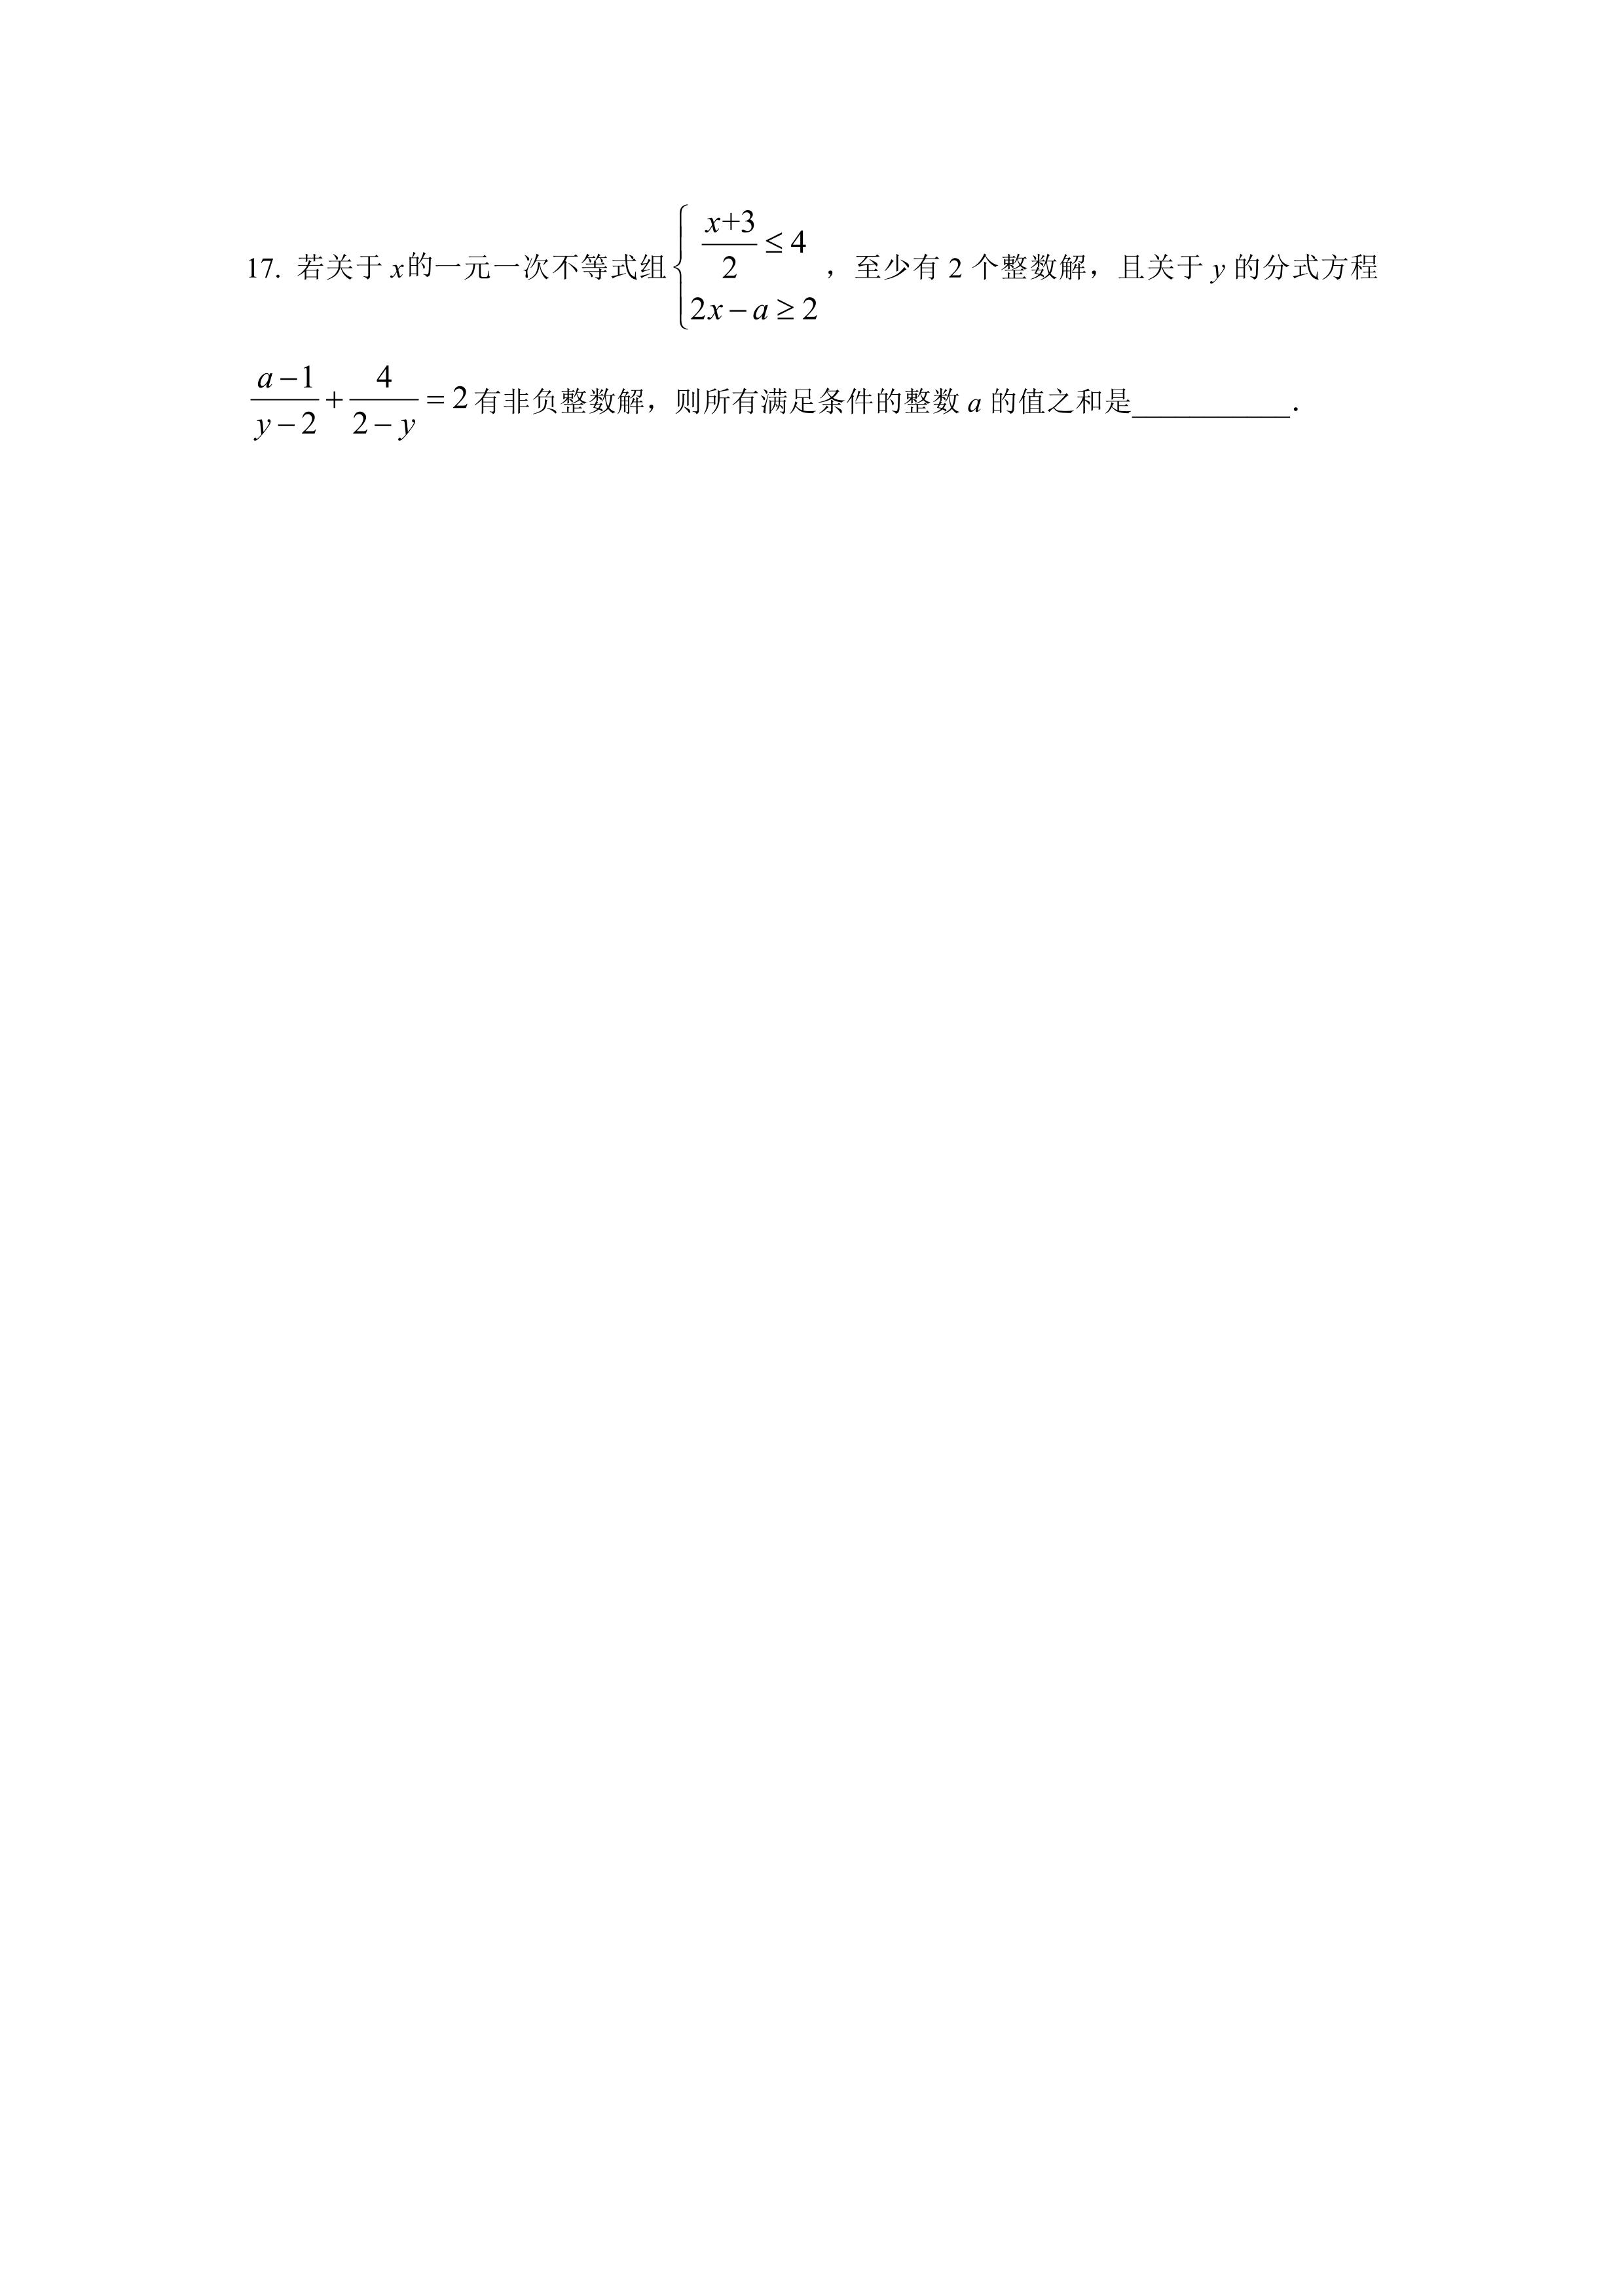 17. 若关于 x的一元一次不等式组 $\begin{cases} \frac{x+3}{2} \leq 4 \\ 2x-a \geq 2 \end{cases}$ ，至少有 2 个整数解，且关于 y 的分式方程
$\frac{a-1}{y-2}+\frac{4}{2-y}=2$ 有非负整数解，则所有满足条件的整数 a 的值之和是___________．